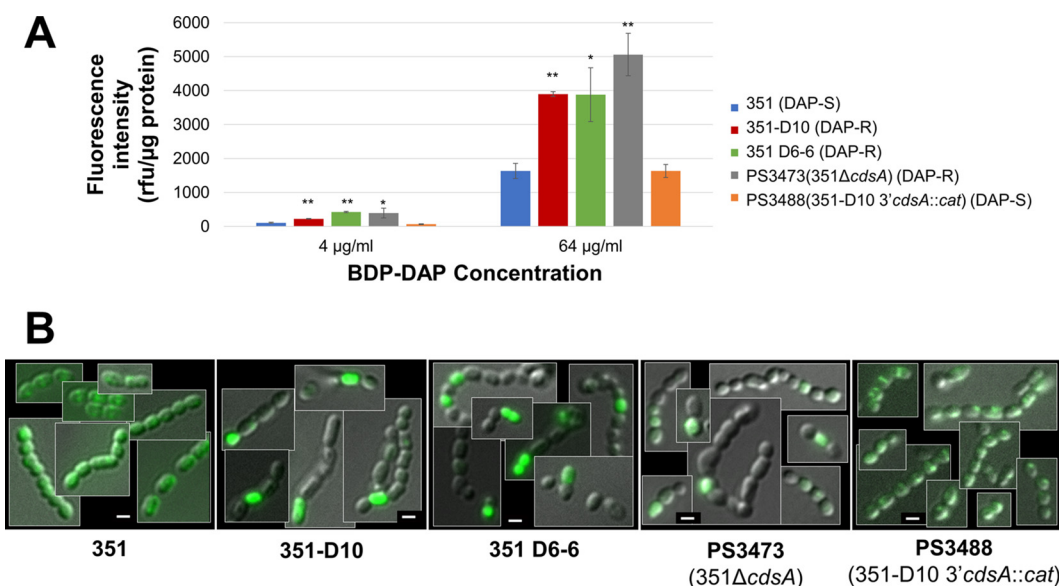 A
Fluorescence
intensity
(rfu/µg protein)
6000
5000
4000
3000
2000
1000
0
** ** *
** * **
4 µg/ml
64 µg/ml
BDP-DAP Concentration
351 (DAP-S)
351-D10 (DAP-R)
351 D6-6 (DAP-R)
PS3473(351ΔcdsA) (DAP-R)
PS3488(351-D10 3'cdsA::cat) (DAP-S)
B
351
351-D10
351 D6-6
PS3473
(351ΔcdsA)
PS3488
(351-D10 3'cdsA::cat)